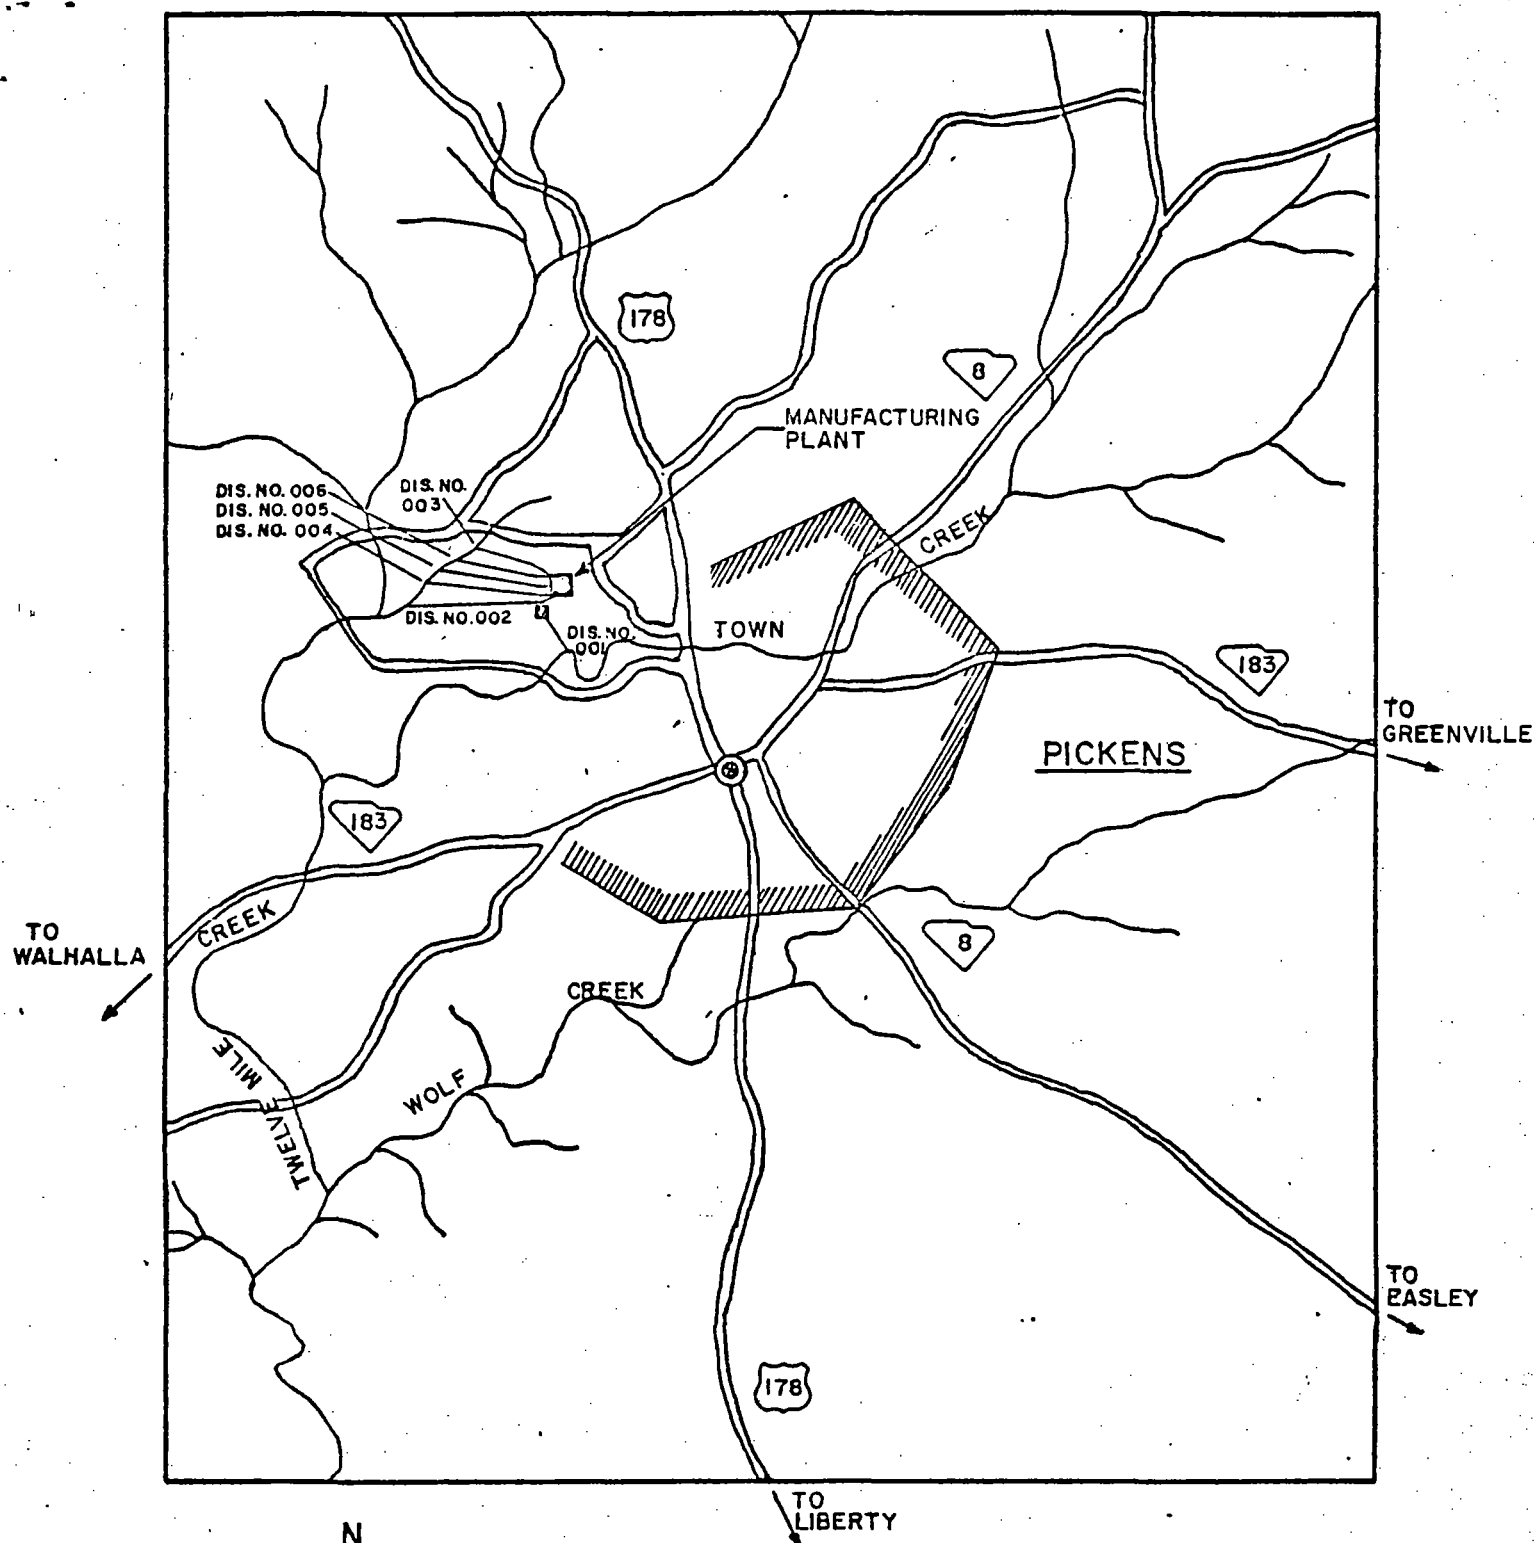 178
8
MANUFACTURING
PLANT
DIS. NO. 006
DIS. NO. 005
DIS. NO. 004
DIS. NO.
003
CREEK
DIS. NO. 002
DIS. NO.
001
TOWN
183
TO
GREENVILLE
PICKENS
183
CREEK
TO
WALHALLA
8
CREEK
TWELVE MILE
WOLF
TO
EASLEY
178
TO
LIBERTY
N